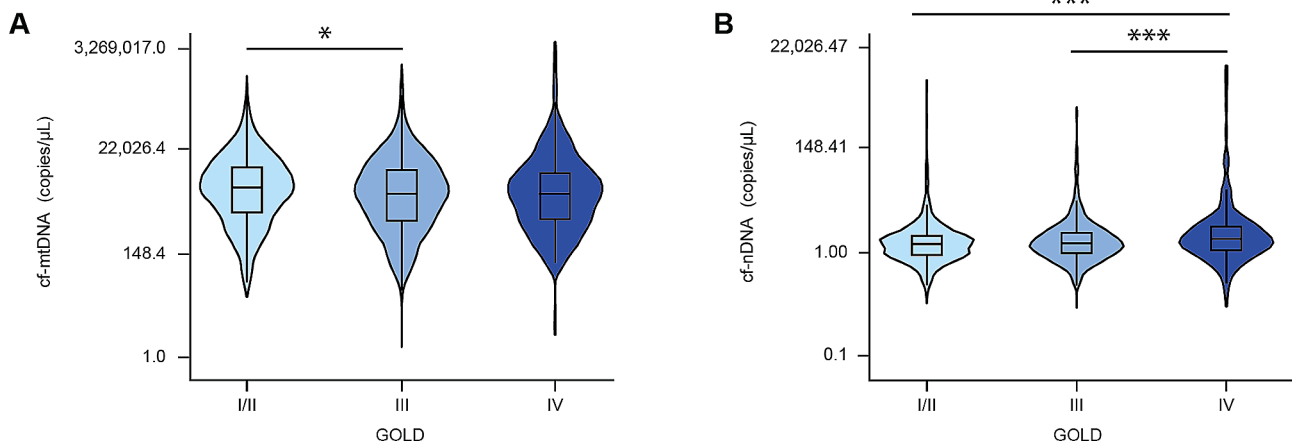 A
*
3,269,017.0
22,026.4
148.4
1.0
cf-mtDNA (copies/µL)
I/II III IV
GOLD
B
***
***
22,026.47
148.41
1.00
0.1
cf-nDNA (copies/µL)
I/II III IV
GOLD